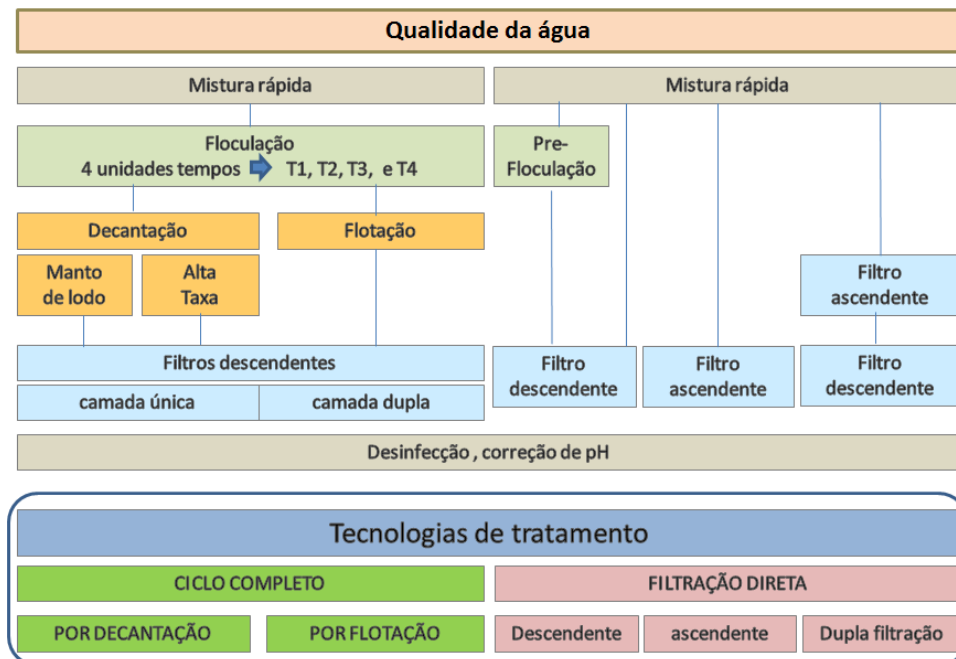 Qualidade da água
Mistura rápida
Mistura rápida
Floculação
4 unidades tempos T1, T2, T3, e T4
Pre-
Floculação
Decantação
Flotação
Manto
de lodo
Alta
Taxa
Filtro
ascendente
Filtros descendentes
camada única
camada dupla
Filtro
descendente
Filtro
ascendente
Filtro
descendente
Desinfecção , correção de pH
Tecnologias de tratamento
CICLO COMPLETO
FILTRAÇÃO DIRETA
POR DECANTAÇÃO
POR FLOTAÇÃO
Descendente
ascendente
Dupla filtração